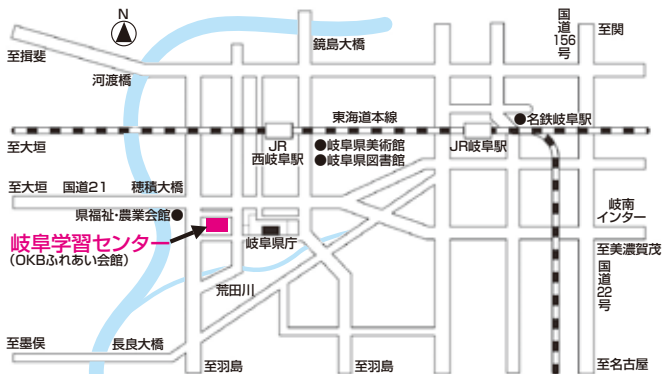 N
国道156号
至関
至揖斐
鏡島大橋
河渡橋
東海道本線
●名鉄岐阜駅
至大垣
JR
西岐阜駅
●岐阜県美術館
●岐阜県図書館
JR岐阜駅
至大垣 国道21 穂積大橋
県福祉・農業会館●
岐南
インター
岐阜学習センター
(OKBふれあい会館)
岐阜県庁
至美濃賀茂
国道22号
荒田川
至墨俣
長良大橋
至羽島
至羽島
至名古屋